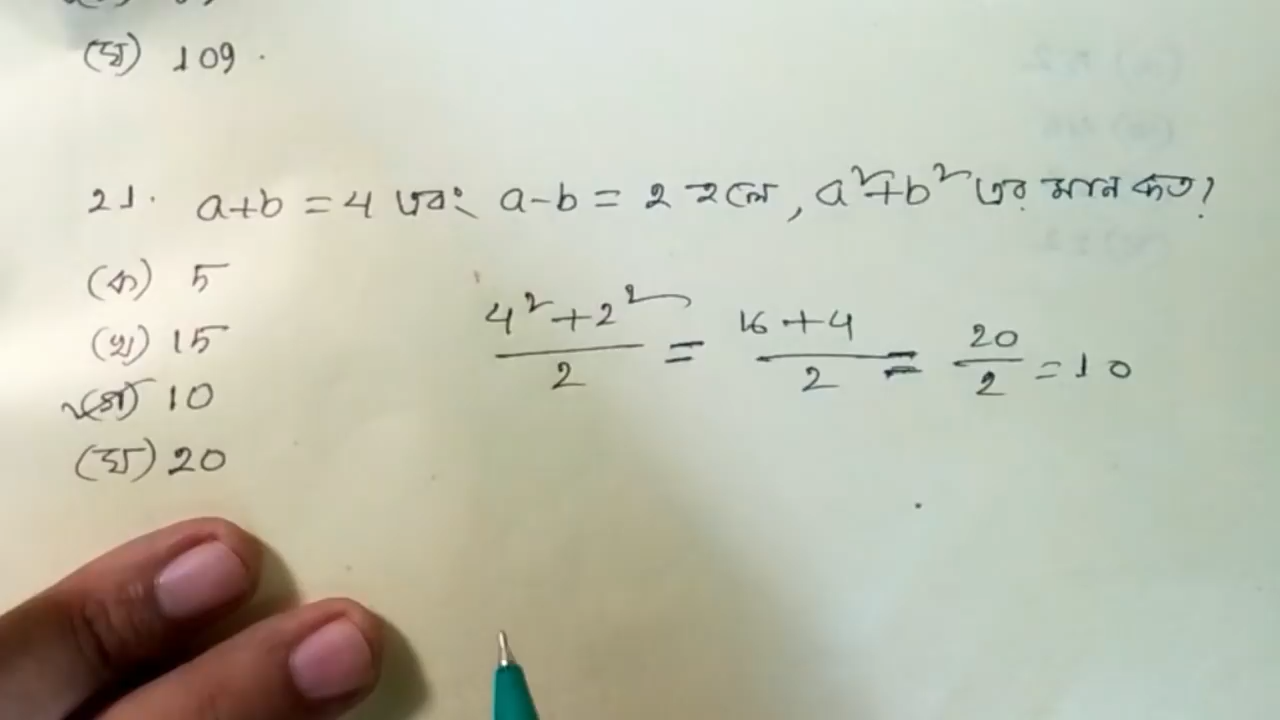 (ঘ) 109.
21. a+b = 4 এবং a-b = 2 হলে, a²+b² এর মান কত?
(ক) 5
(খ) 15
(গ) 10
(ঘ) 20
4²+2²/2 = 16+4/2 = 20/2 = 10